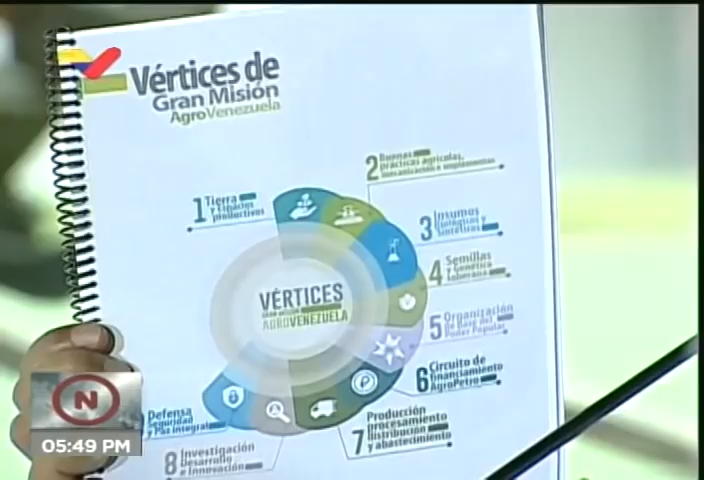 Vértices de
Gran Misión
AgroVenezuela
1 Tierra
y Espacios
productivos
2 Buenas
prácticas agrícolas,
mecanización e implementos
3 Insumos
Biológicos y
Sintéticos
4 Semillas
y Genética
Soberana
VÉRTICES
GRAN MISIÓN
AGROVENEZUELA
5 Organización
de Base del
Poder Popular
6 Circuito de
financiamiento
AgroPetro
7 Producción
procesamiento
distribución
y abastecimiento
8 Investigación
Desarrollo
e Innovación
Defensa
Seguridad
y Paz integral
N
05:49 PM